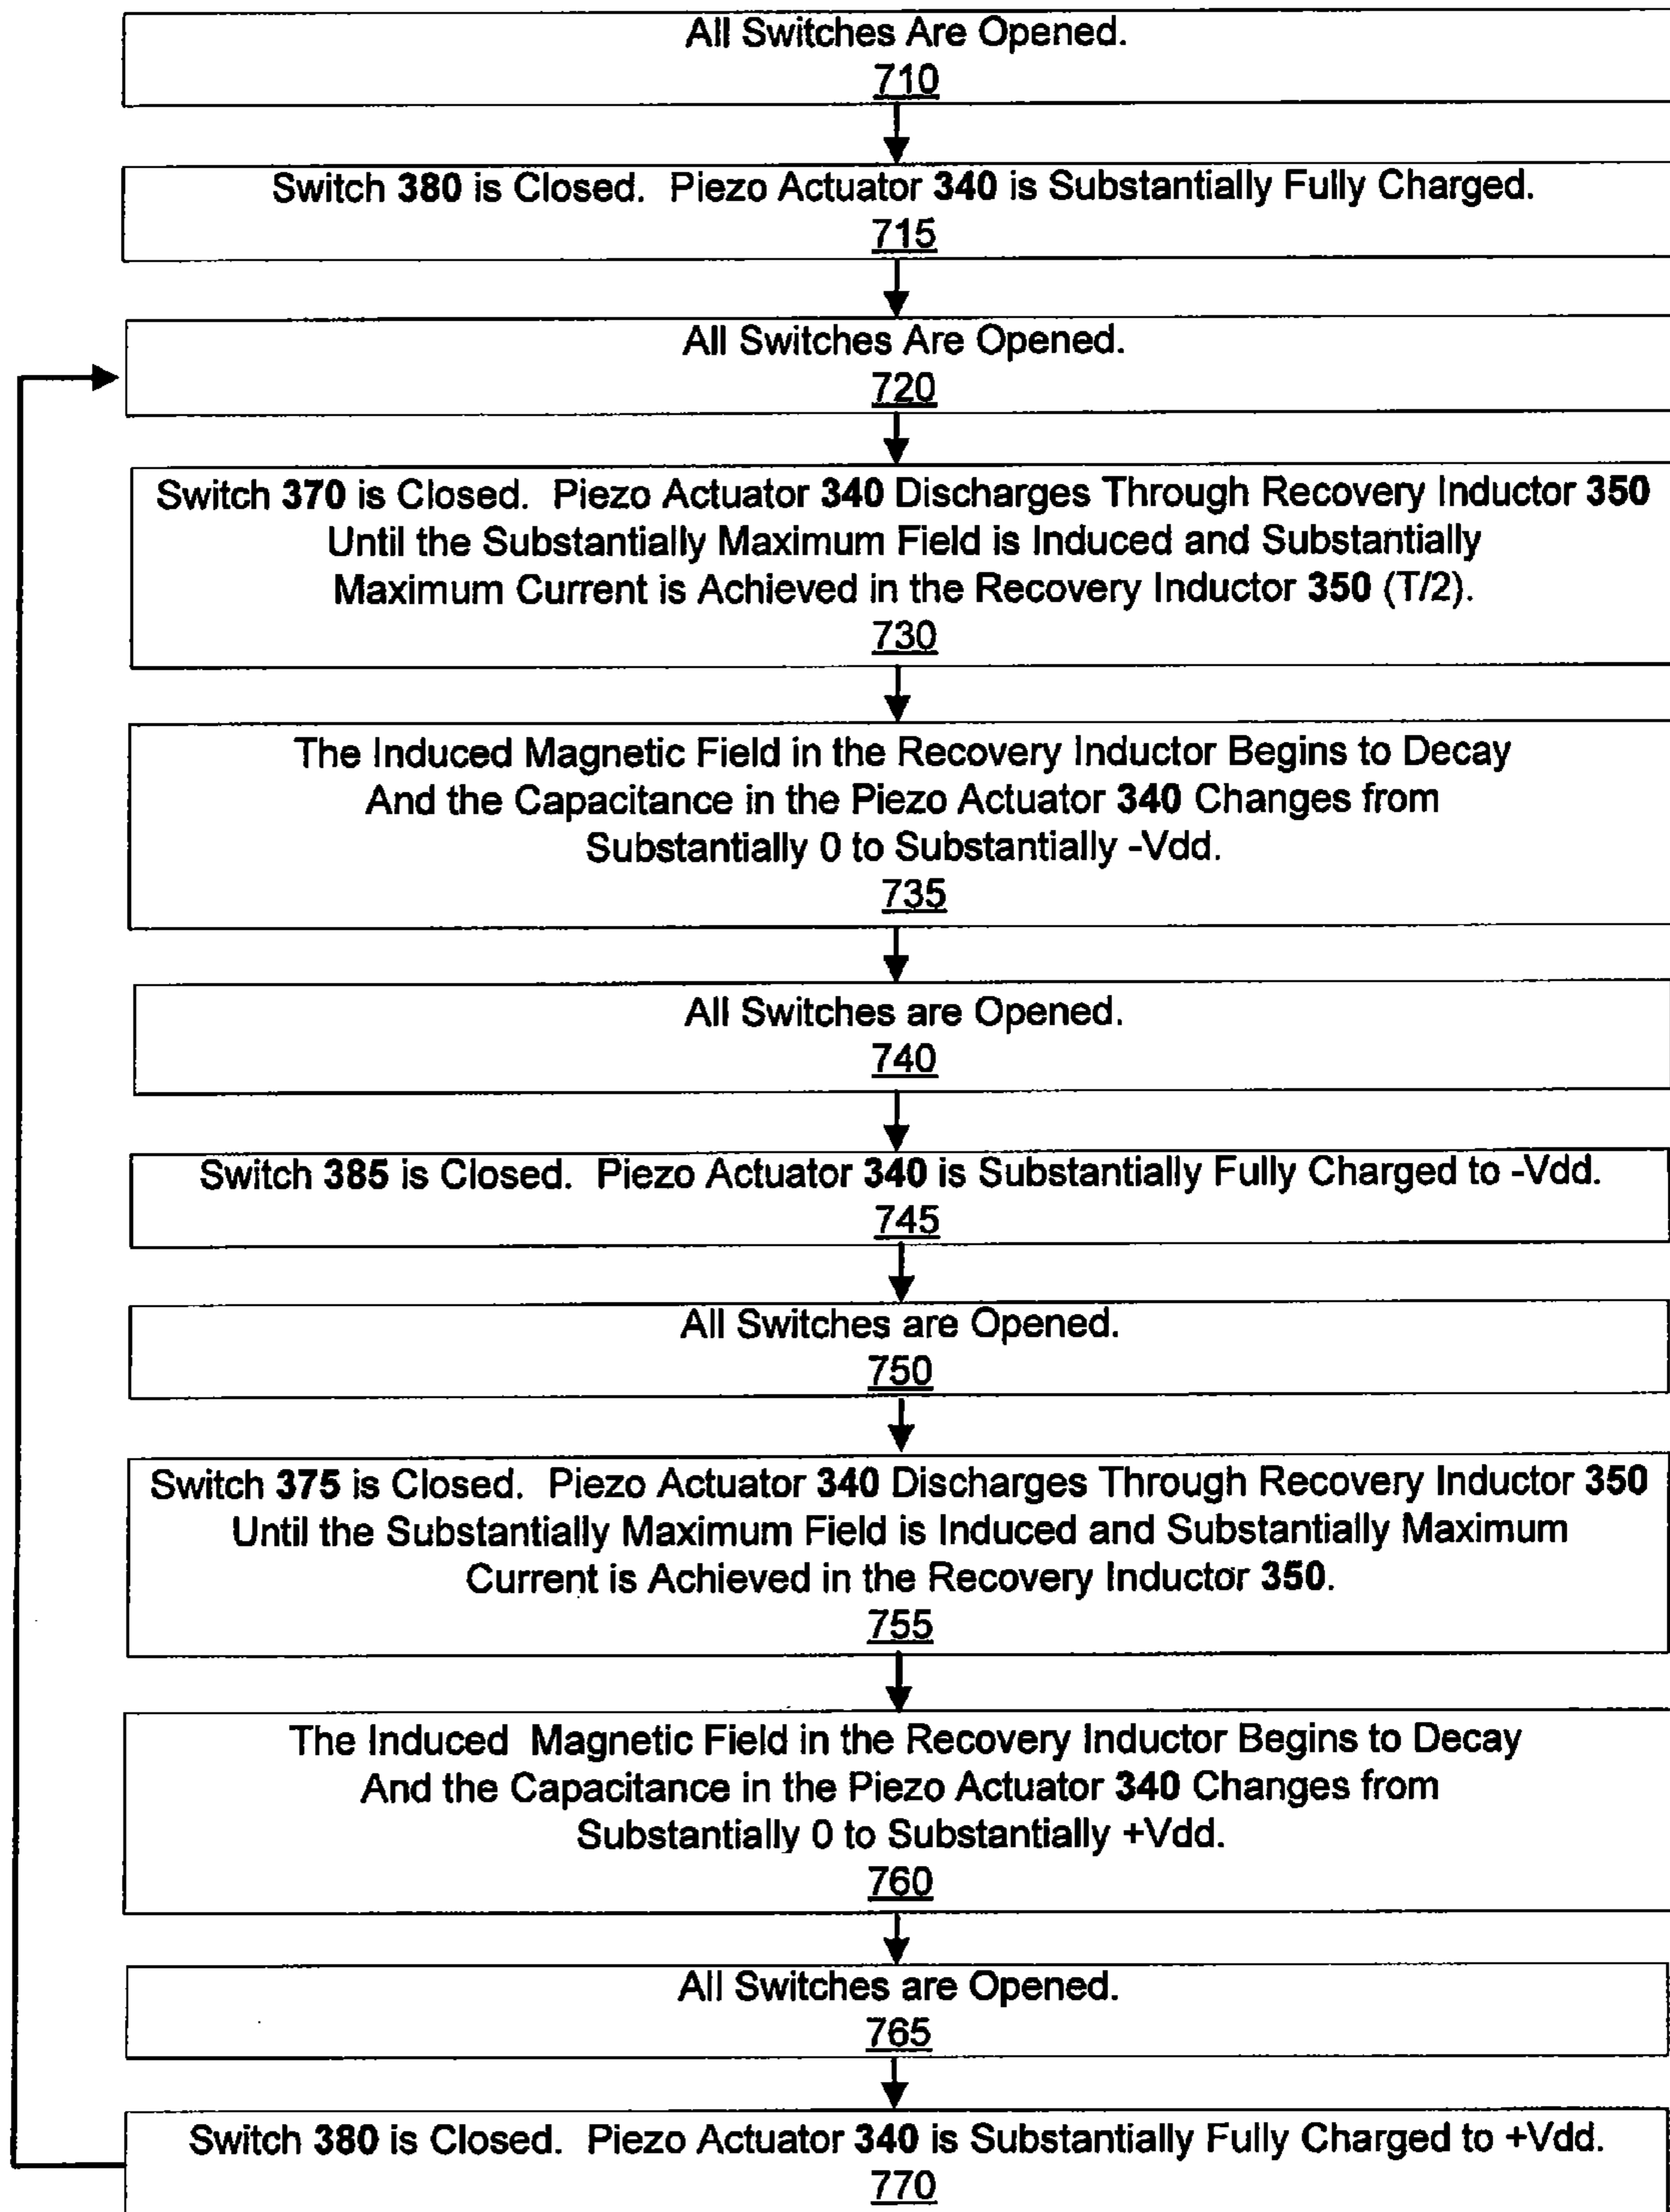 All Switches Are Opened.
710
Switch 380 is Closed. Piezo Actuator 340 is Substantially Fully Charged.
715
All Switches Are Opened.
720
Switch 370 is Closed. Piezo Actuator 340 Discharges Through Recovery Inductor 350
Until the Substantially Maximum Field is Induced and Substantially
Maximum Current is Achieved in the Recovery Inductor 350 (T/2).
730
The Induced Magnetic Field in the Recovery Inductor Begins to Decay
And the Capacitance in the Piezo Actuator 340 Changes from
Substantially 0 to Substantially -Vdd.
735
All Switches are Opened.
740
Switch 385 is Closed. Piezo Actuator 340 is Substantially Fully Charged to -Vdd.
745
All Switches are Opened.
750
Switch 375 is Closed. Piezo Actuator 340 Discharges Through Recovery Inductor 350
Until the Substantially Maximum Field is Induced and Substantially Maximum
Current is Achieved in the Recovery Inductor 350.
755
The Induced Magnetic Field in the Recovery Inductor Begins to Decay
And the Capacitance in the Piezo Actuator 340 Changes from
Substantially 0 to Substantially +Vdd.
760
All Switches are Opened.
765
Switch 380 is Closed. Piezo Actuator 340 is Substantially Fully Charged to +Vdd.
770